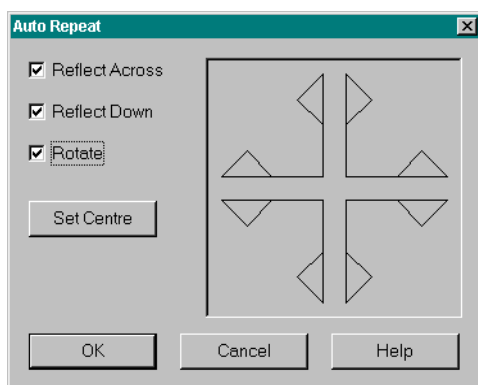 Auto Repeat
Reflect Across
Reflect Down
Rotate
Set Centre
OK Cancel Help